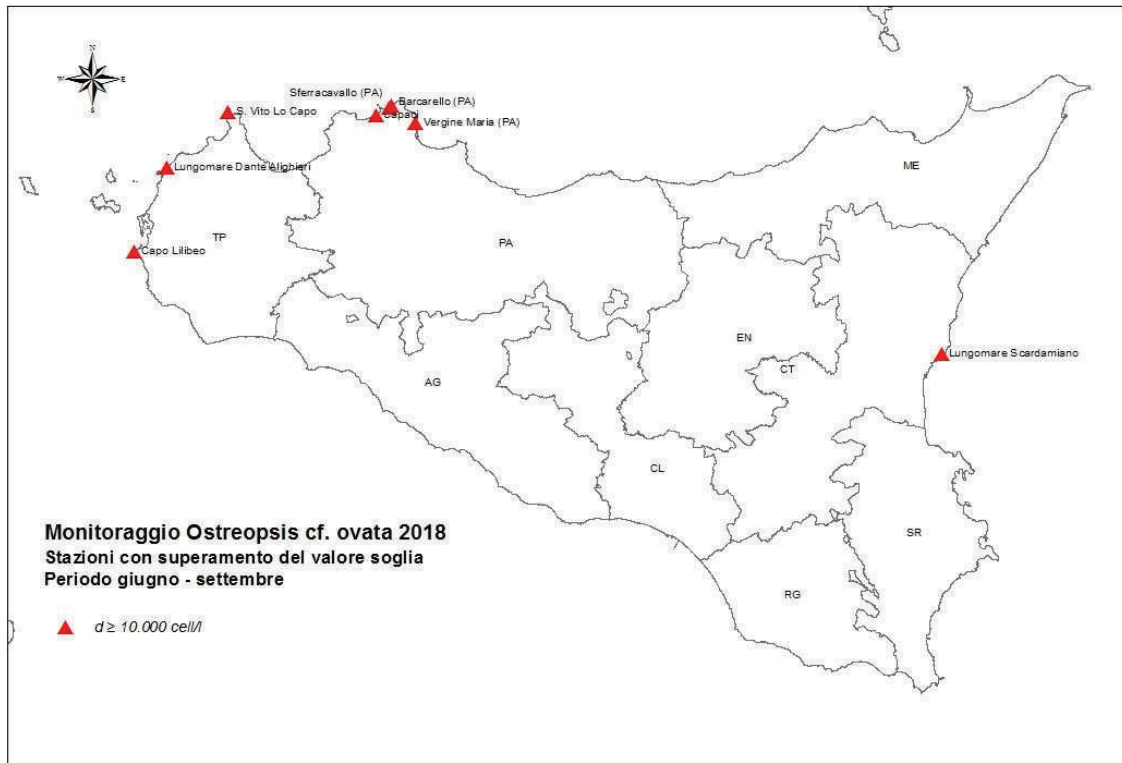 N
W E
S
Sferracavallo (PA)
Barcarello (PA)
S. Vito Lo Capo
Capaci
Vergine Maria (PA)
Lungomare Dante Alighieri
ME
TP
PA
Capo Lilibeo
EN
Lungomare Scardamiano
CT
AG
CL
SR
RG
Monitoraggio Ostreopsis cf. ovata 2018
Stazioni con superamento del valore soglia
Periodo giugno - settembre
d ≥ 10.000 cell/l